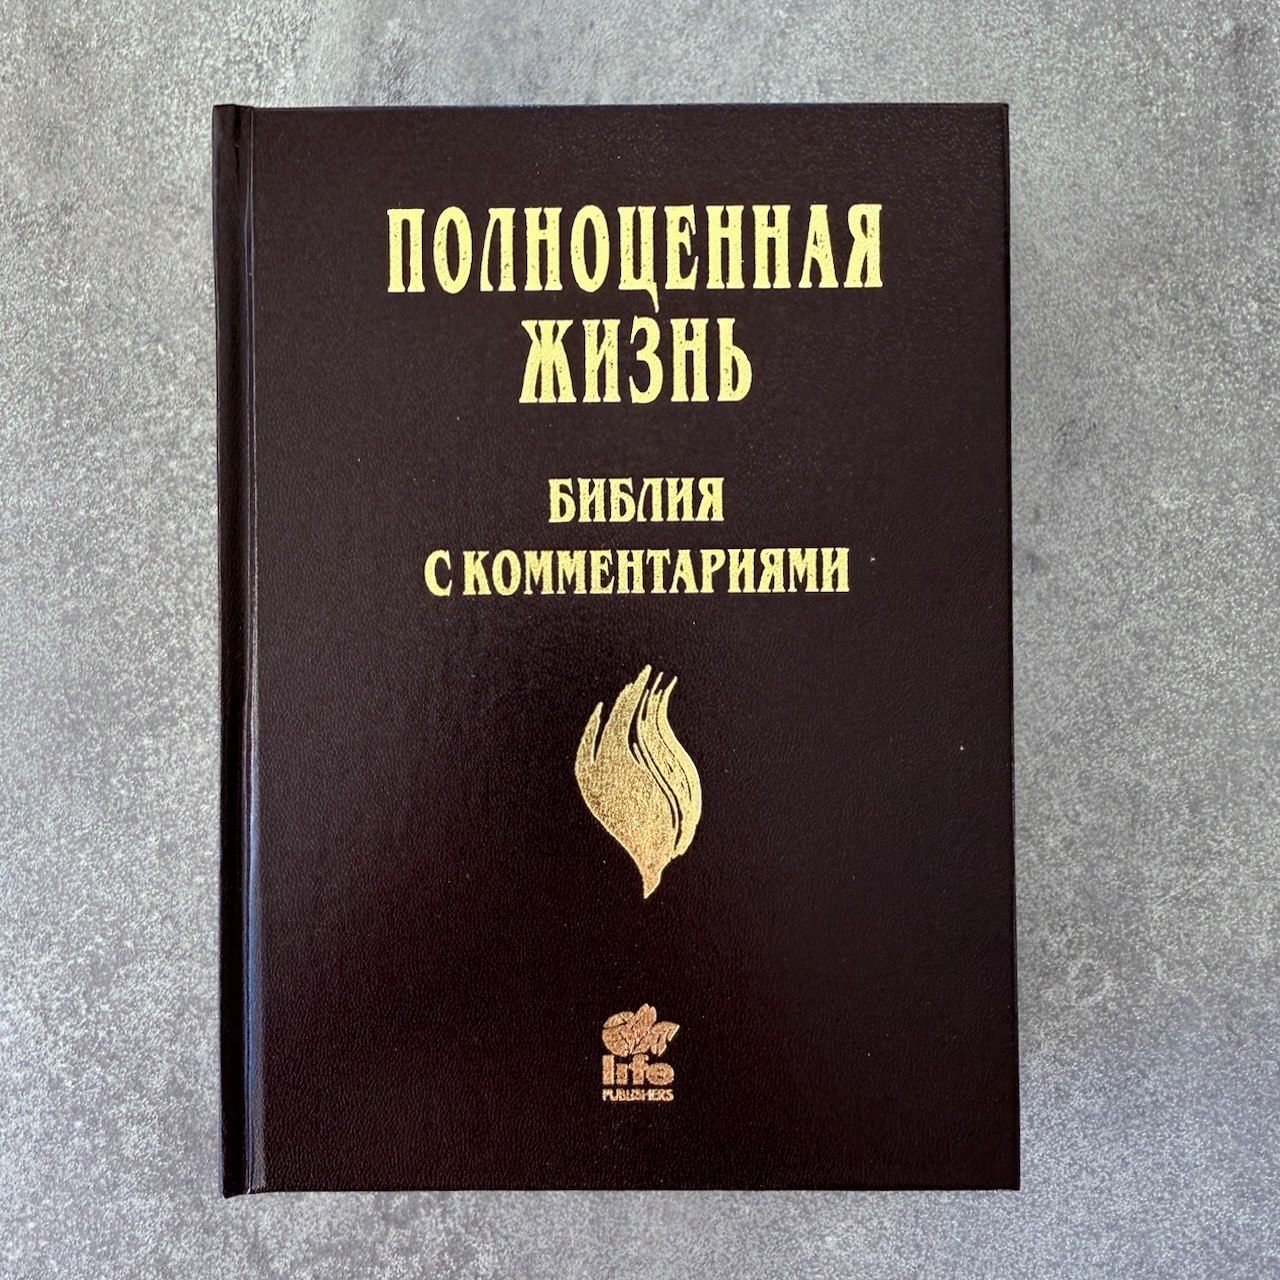 ПОЛНОЦЕННАЯ
ЖИЗНЬ
БИБЛИЯ
С КОММЕНТАРИЯМИ
life
PUBLISHERS